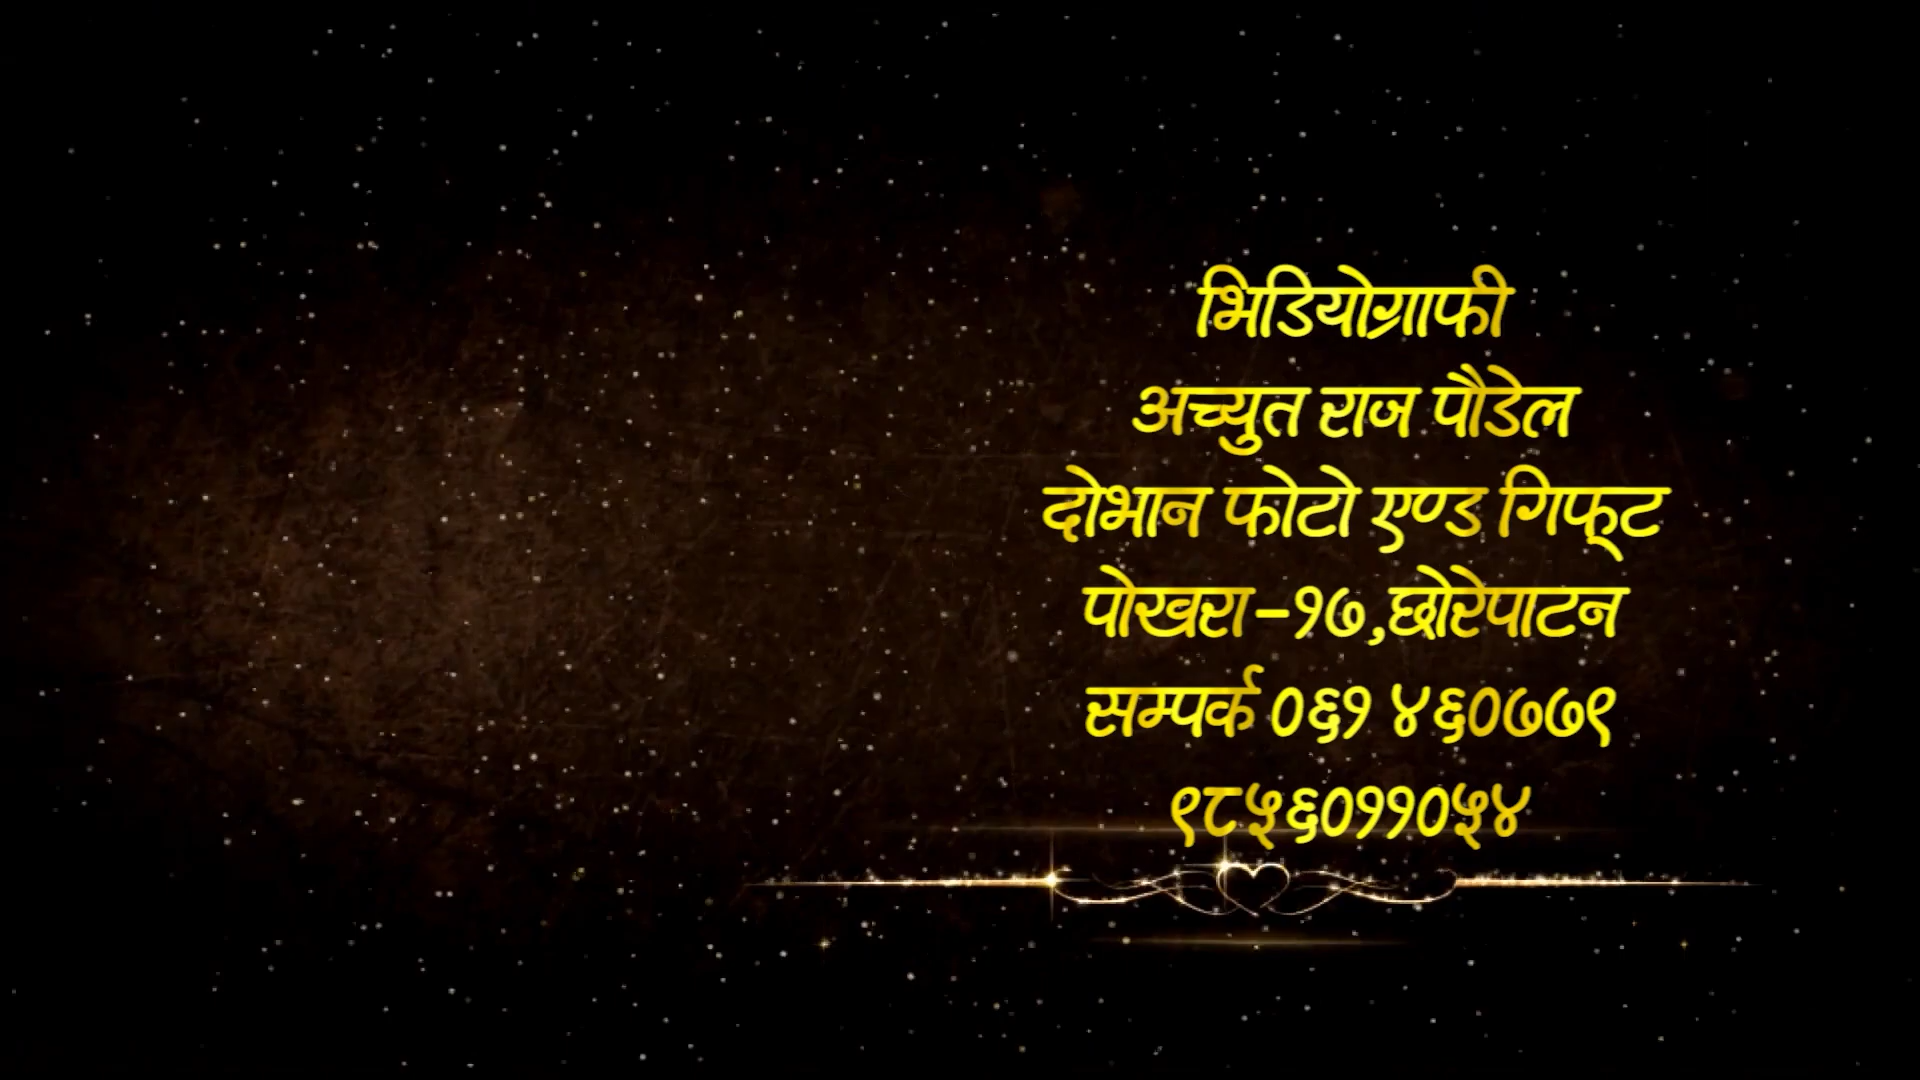 भिडियोग्राफी
अच्युत राज पौडेल
दोभान फोटो एण्ड गिफ्ट
पोखरा-१७,छोरेपाटन
सम्पर्क ०६१ ४६०७७९
९८५६०११०५४